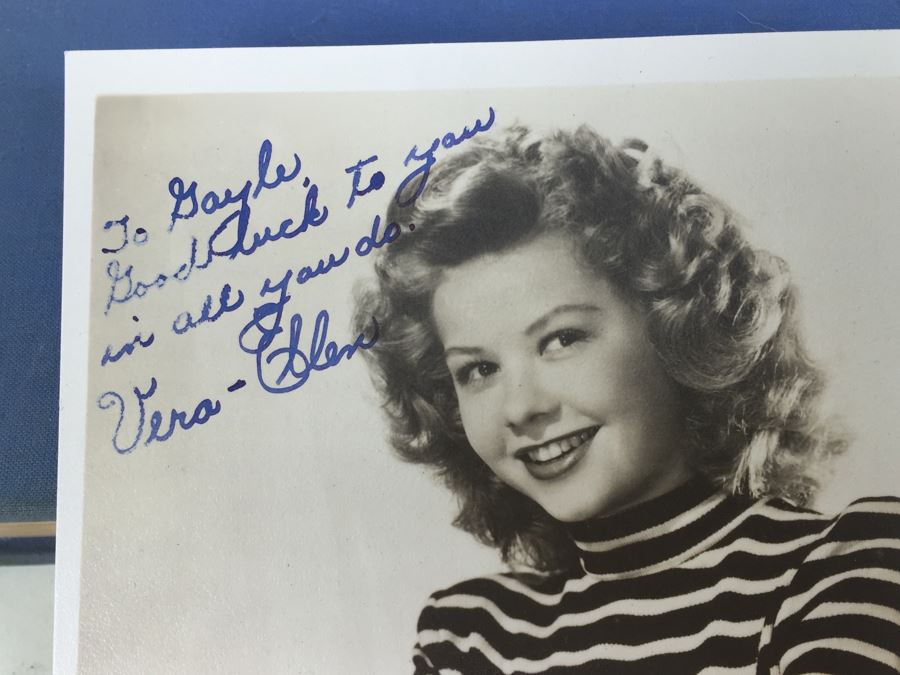 To Gayle,
Good luck to you
in all you do.
Vera-Ellen